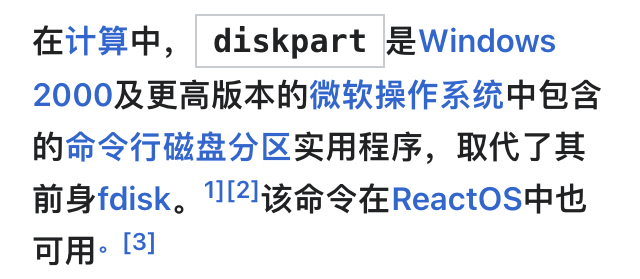 在计算中， diskpart 是Windows
2000及更高版本的微软操作系统中包含
的命令行磁盘分区实用程序，取代了其
前身fdisk。1][2]该命令在ReactOS中也
可用。[3]